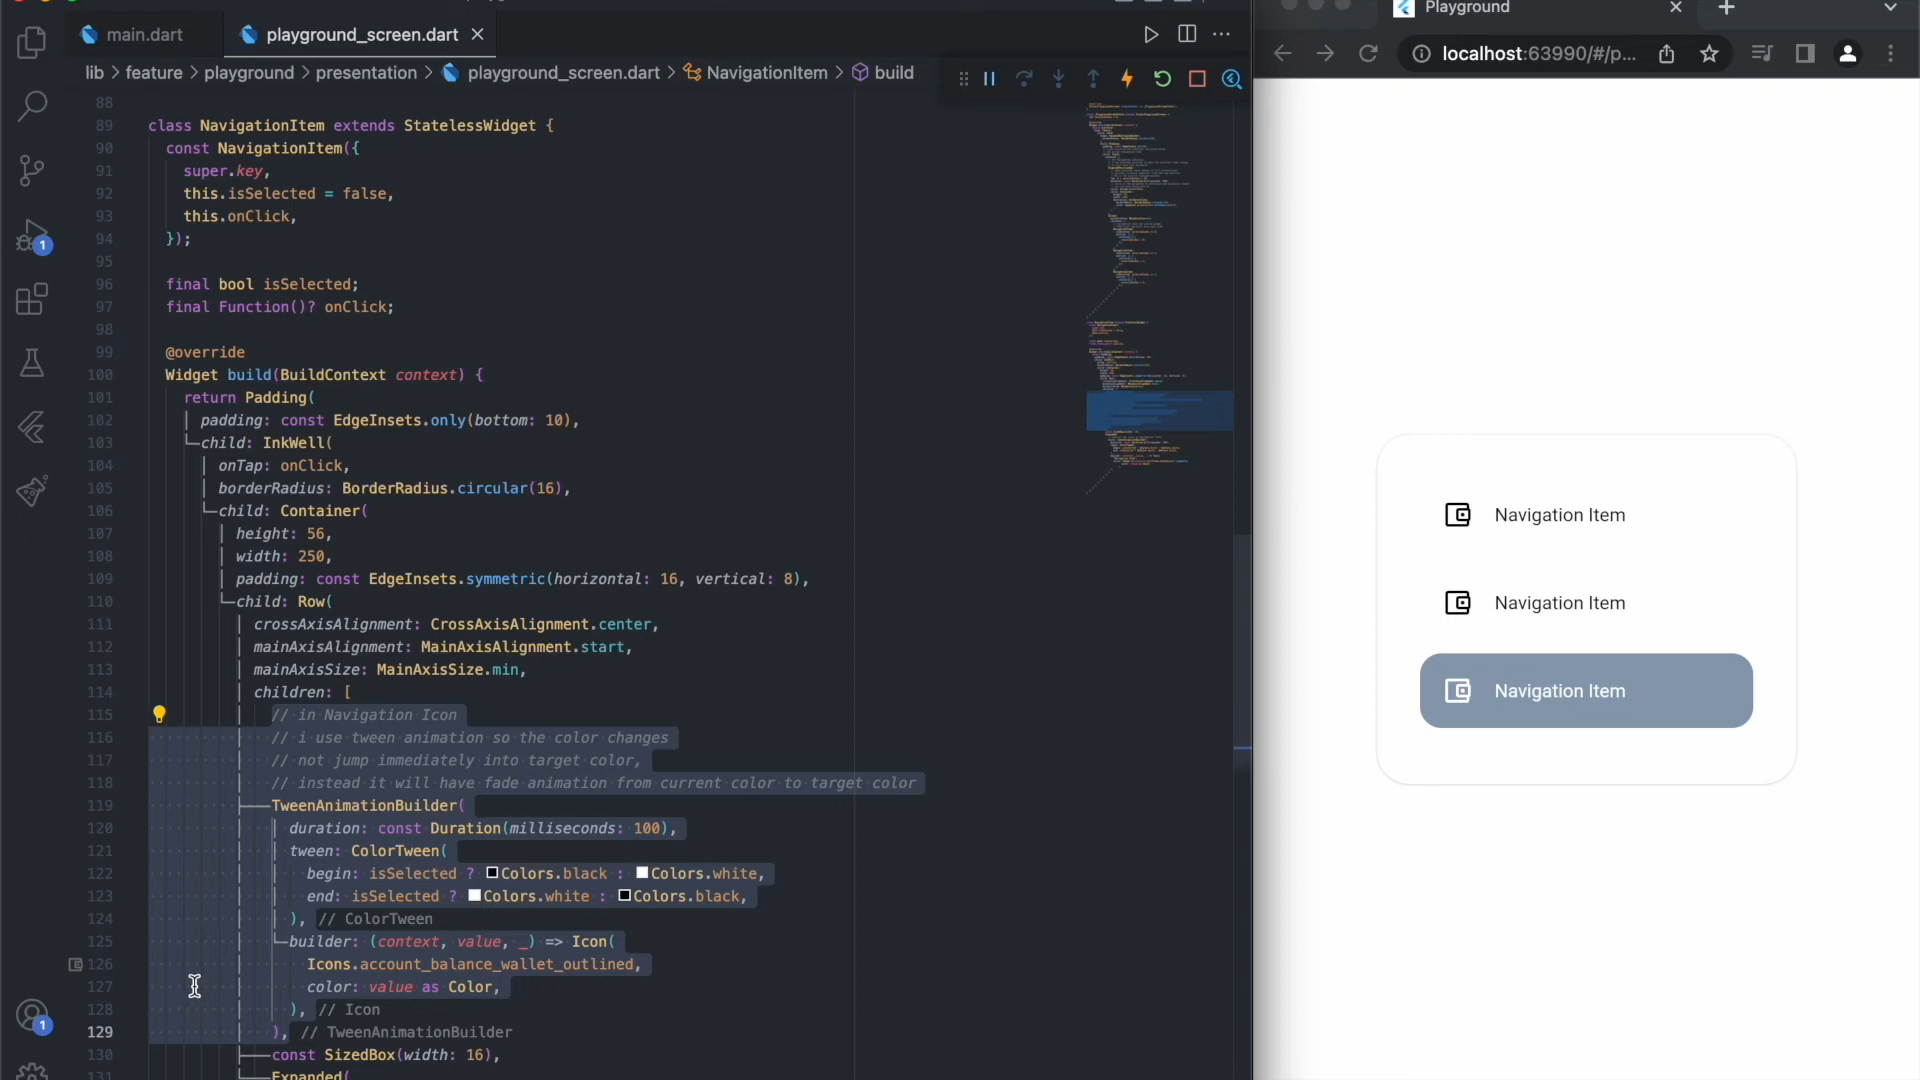 main.dart
playground_screen.dart
lib > feature > playground > presentation > playground_screen.dart > NavigationItem > build
88
89 class NavigationItem extends StatelessWidget {
90 const NavigationItem({
91 super.key,
92 this.isSelected = false,
93 this.onClick,
94 });
95
96 final bool isSelected;
97 final Function()? onClick;
98
99 @override
100 Widget build(BuildContext context) {
101 return Padding(
102 padding: const EdgeInsets.only(bottom: 10),
103 child: InkWell(
104 onTap: onClick,
105 borderRadius: BorderRadius.circular(16),
106 child: Container(
107 height: 56,
108 width: 250,
109 padding: const EdgeInsets.symmetric(horizontal: 16, vertical: 8),
110 child: Row(
111 crossAxisAlignment: CrossAxisAlignment.center,
112 mainAxisAlignment: MainAxisAlignment.start,
113 mainAxisSize: MainAxisSize.min,
114 children: [
115 // in Navigation Icon
116 // i use tween animation so the color changes
117 // not jump immediately into target color,
118 // instead it will have fade animation from current color to target color
119 TweenAnimationBuilder(
120 duration: const Duration(milliseconds: 100),
121 tween: ColorTween(
122 begin: isSelected ? Colors.black : Colors.white,
123 end: isSelected ? Colors.white : Colors.black,
124 ), // ColorTween
125 builder: (context, value, _) => Icon(
126 Icons.account_balance_wallet_outlined,
127 color: value as Color,
128 ), // Icon
129 ), // TweenAnimationBuilder
130 const SizedBox(width: 16),
131 Expanded(
1
1
Playground
localhost:63990/#/p...
Navigation Item
Navigation Item
Navigation Item